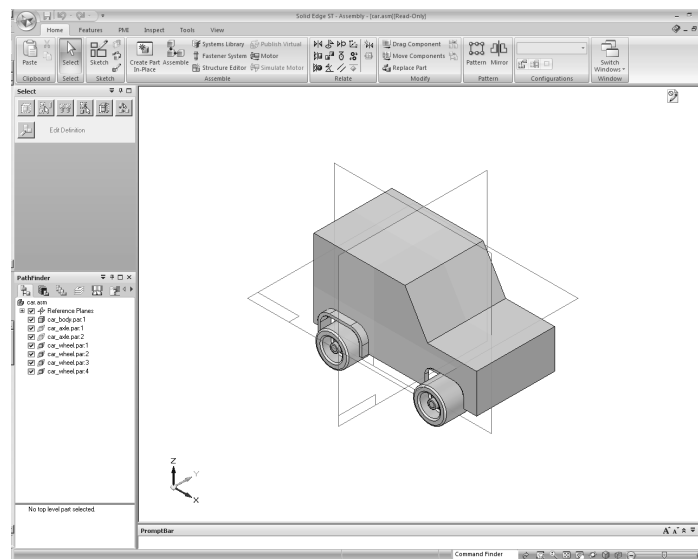 Solid Edge ST - Assembly - [car.asm][Read-Only]
Home Features PMI Inspect Tools View
Paste
Select
Sketch
Create Part In-Place
Assemble
Systems Library
Publish Virtual
Fastener System
Motor
Structure Editor
Simulate Motor
Drag Component
Move Components
Replace Part
Pattern
Mirror
Switch Windows
Clipboard Select Sketch Assemble Relate Modify Pattern Configurations Window
Select
Edit Definition
PathFinder
car.asm
Reference Planes
car_body.par:1
car_axle.par:1
car_axle.par:2
car_wheel.par:1
car_wheel.par:2
car_wheel.par:3
car_wheel.par:4
Z
Y
X
No top level part selected.
PromptBar
Command Finder